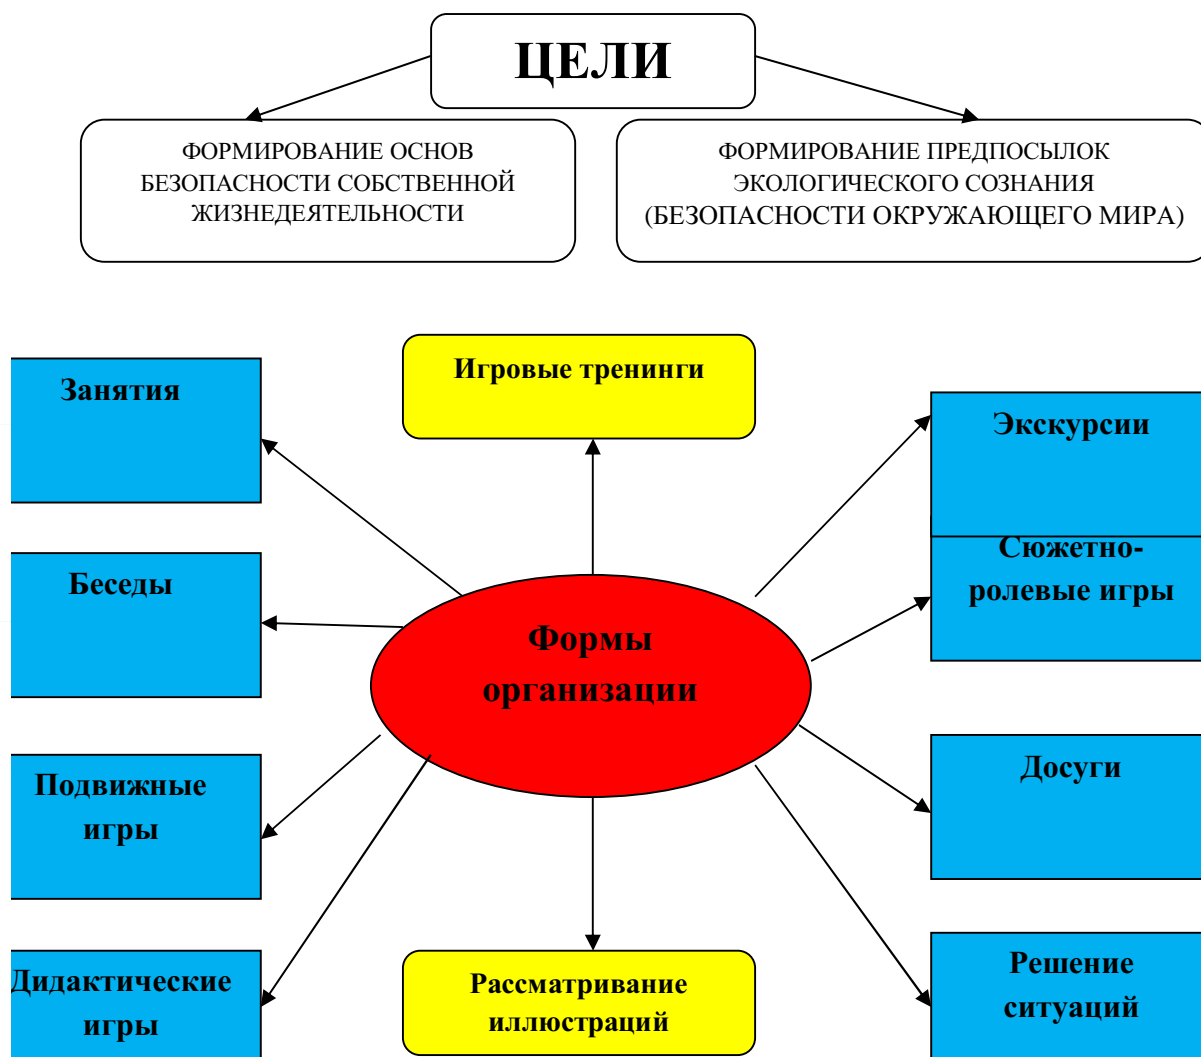 ЦЕЛИ
ФОРМИРОВАНИЕ ОСНОВ
БЕЗОПАСНОСТИ СОБСТВЕННОЙ
ЖИЗНЕДЕЯТЕЛЬНОСТИ
ФОРМИРОВАНИЕ ПРЕДПОСЫЛОК
ЭКОЛОГИЧЕСКОГО СОЗНАНИЯ
(БЕЗОПАСНОСТИ ОКРУЖАЮЩЕГО МИРА)
Занятия
Игровые тренинги
Экскурсии
Беседы
Сюжетно-
ролевые игры
Формы
организации
Подвижные
игры
Досуги
Дидактические
игры
Рассматривание
иллюстраций
Решение
ситуаций